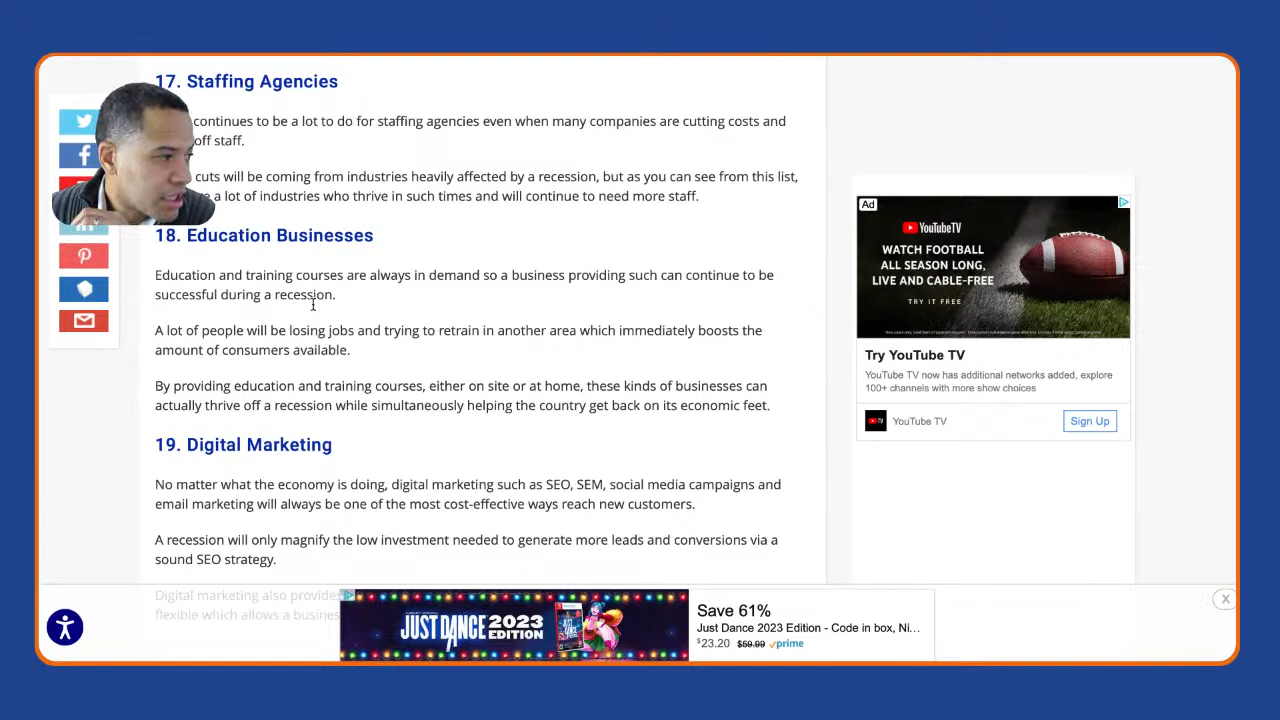 17. Staffing Agencies
continues to be a lot to do for staffing agencies even when many companies are cutting costs and
off staff.
cuts will be coming from industries heavily affected by a recession, but as you can see from this list,
a lot of industries who thrive in such times and will continue to need more staff.
18. Education Businesses
Education and training courses are always in demand so a business providing such can continue to be
successful during a recession.
A lot of people will be losing jobs and trying to retrain in another area which immediately boosts the
amount of consumers available.
By providing education and training courses, either on site or at home, these kinds of businesses can
actually thrive off a recession while simultaneously helping the country get back on its economic feet.
19. Digital Marketing
No matter what the economy is doing, digital marketing such as SEO, SEM, social media campaigns and
email marketing will always be one of the most cost-effective ways reach new customers.
A recession will only magnify the low investment needed to generate more leads and conversions via a
sound SEO strategy.
Digital marketing also provides
flexible which allows a busines
Ad
YouTubeTV
WATCH FOOTBALL
ALL SEASON LONG,
LIVE AND CABLE-FREE
TRY IT FREE
Try YouTube TV
YouTube TV now has additional networks added, explore
100+ channels with more show choices
YouTube TV
Sign Up
JUST DANCE 2023
EDITION
Save 61%
Just Dance 2023 Edition - Code in box, Ni...
$23.20 $59.99 prime
X